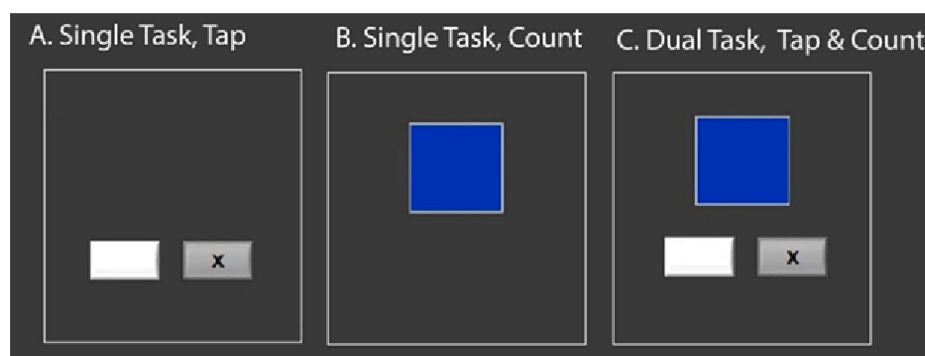 A. Single Task, Tap
B. Single Task, Count
C. Dual Task, Tap & Count
x
x